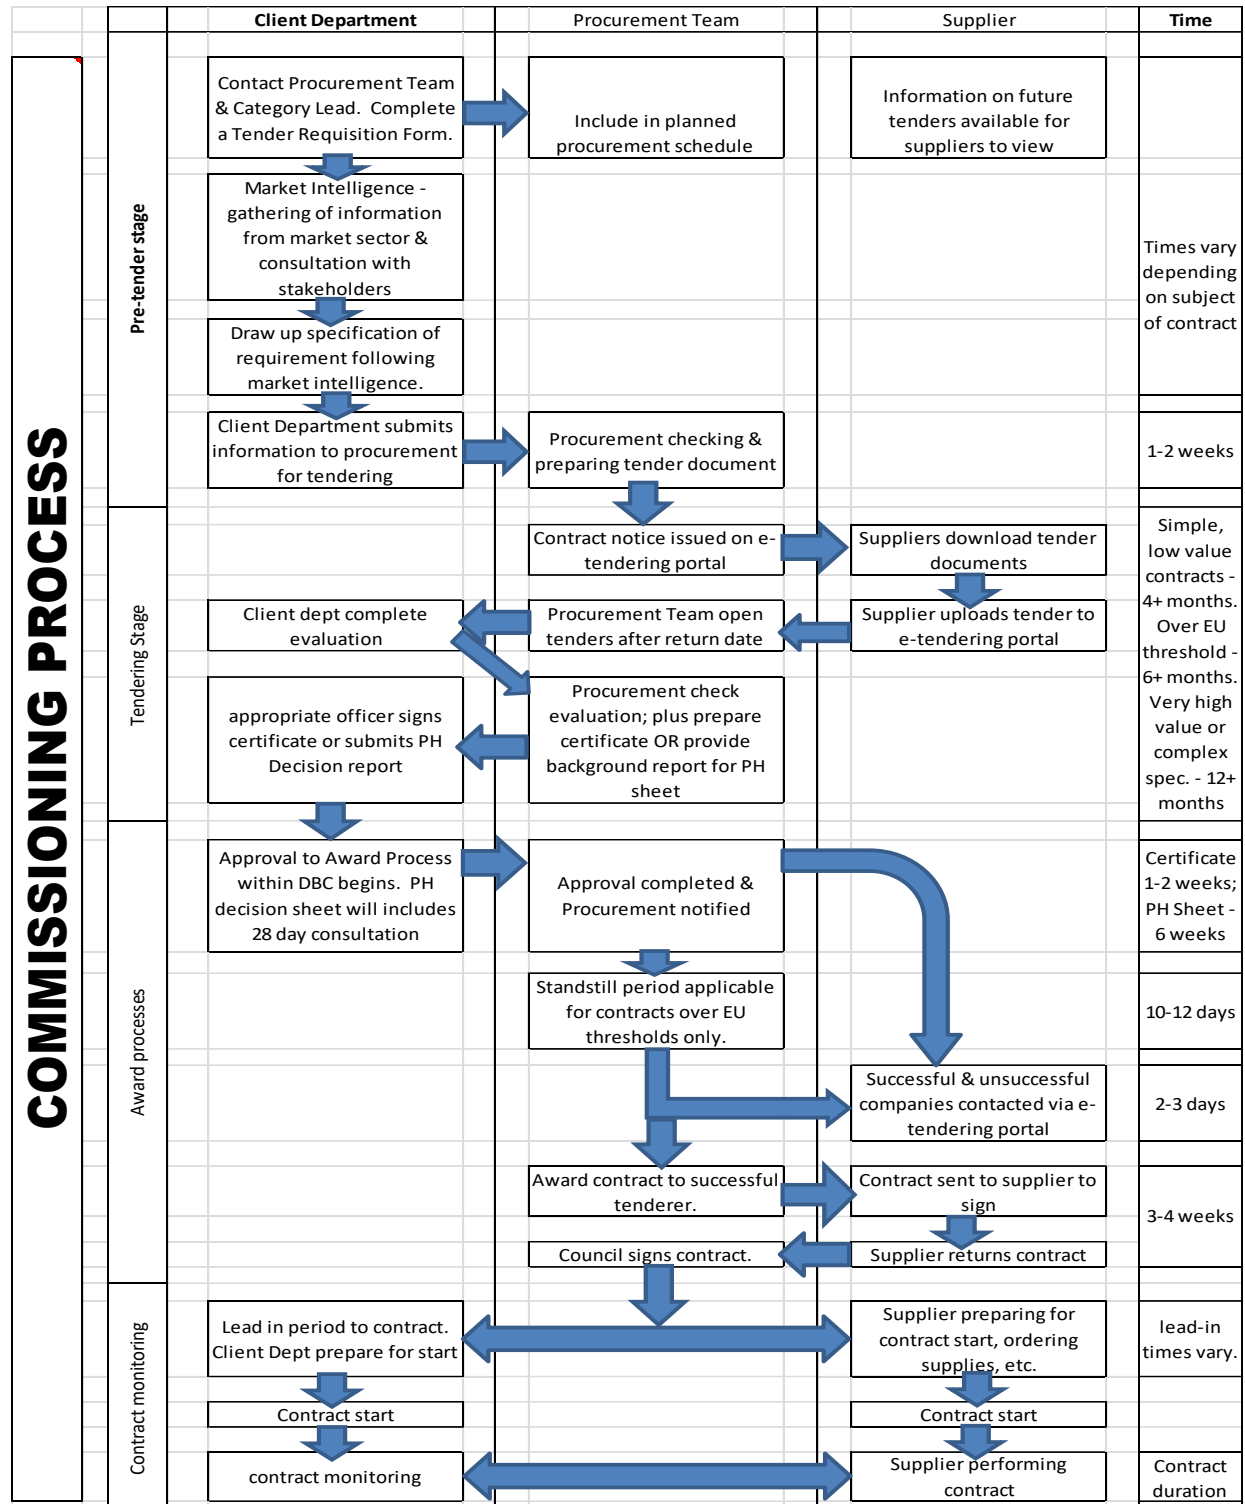 Client Department
Procurement Team
Supplier
Time
COMMISSIONING PROCESS
Pre-tender stage
Contact Procurement Team
& Category Lead.  Complete
a Tender Requisition Form.
Include in planned
procurement schedule
Information on future
tenders available for
suppliers to view
Times vary
depending
on subject
of contract
Market Intelligence -
gathering of information
from market sector &
consultation with
stakeholders
Draw up specification of
requirement following
market intelligence.
Client Department submits
information to procurement
for tendering
Procurement checking &
preparing tender document
1-2 weeks
Tendering Stage
Contract notice issued on e-
tendering portal
Suppliers download tender
documents
Simple,
low value
contracts -
4+ months.
Over EU
threshold -
6+ months.
Very high
value or
complex
spec. - 12+
months
Client dept complete
evaluation
Procurement Team open
tenders after return date
Supplier uploads tender to
e-tendering portal
appropriate officer signs
certificate or submits PH
Decision report
Procurement check
evaluation; plus prepare
certificate OR provide
background report for PH
sheet
Award processes
Approval to Award Process
within DBC begins.  PH
decision sheet will includes
28 day consultation
Approval completed &
Procurement notified
Certificate
1-2 weeks;
PH Sheet -
6 weeks
Standstill period applicable
for contracts over EU
thresholds only.
10-12 days
Successful & unsuccessful
companies contacted via e-
tendering portal
2-3 days
Award contract to successful
tenderer.
Contract sent to supplier to
sign
3-4 weeks
Council signs contract.
Supplier returns contract
Contract monitoring
Lead in period to contract.
Client Dept prepare for start
Supplier preparing for
contract start, ordering
supplies, etc.
lead-in
times vary.
Contract start
Contract start
contract monitoring
Supplier performing
contract
Contract
duration